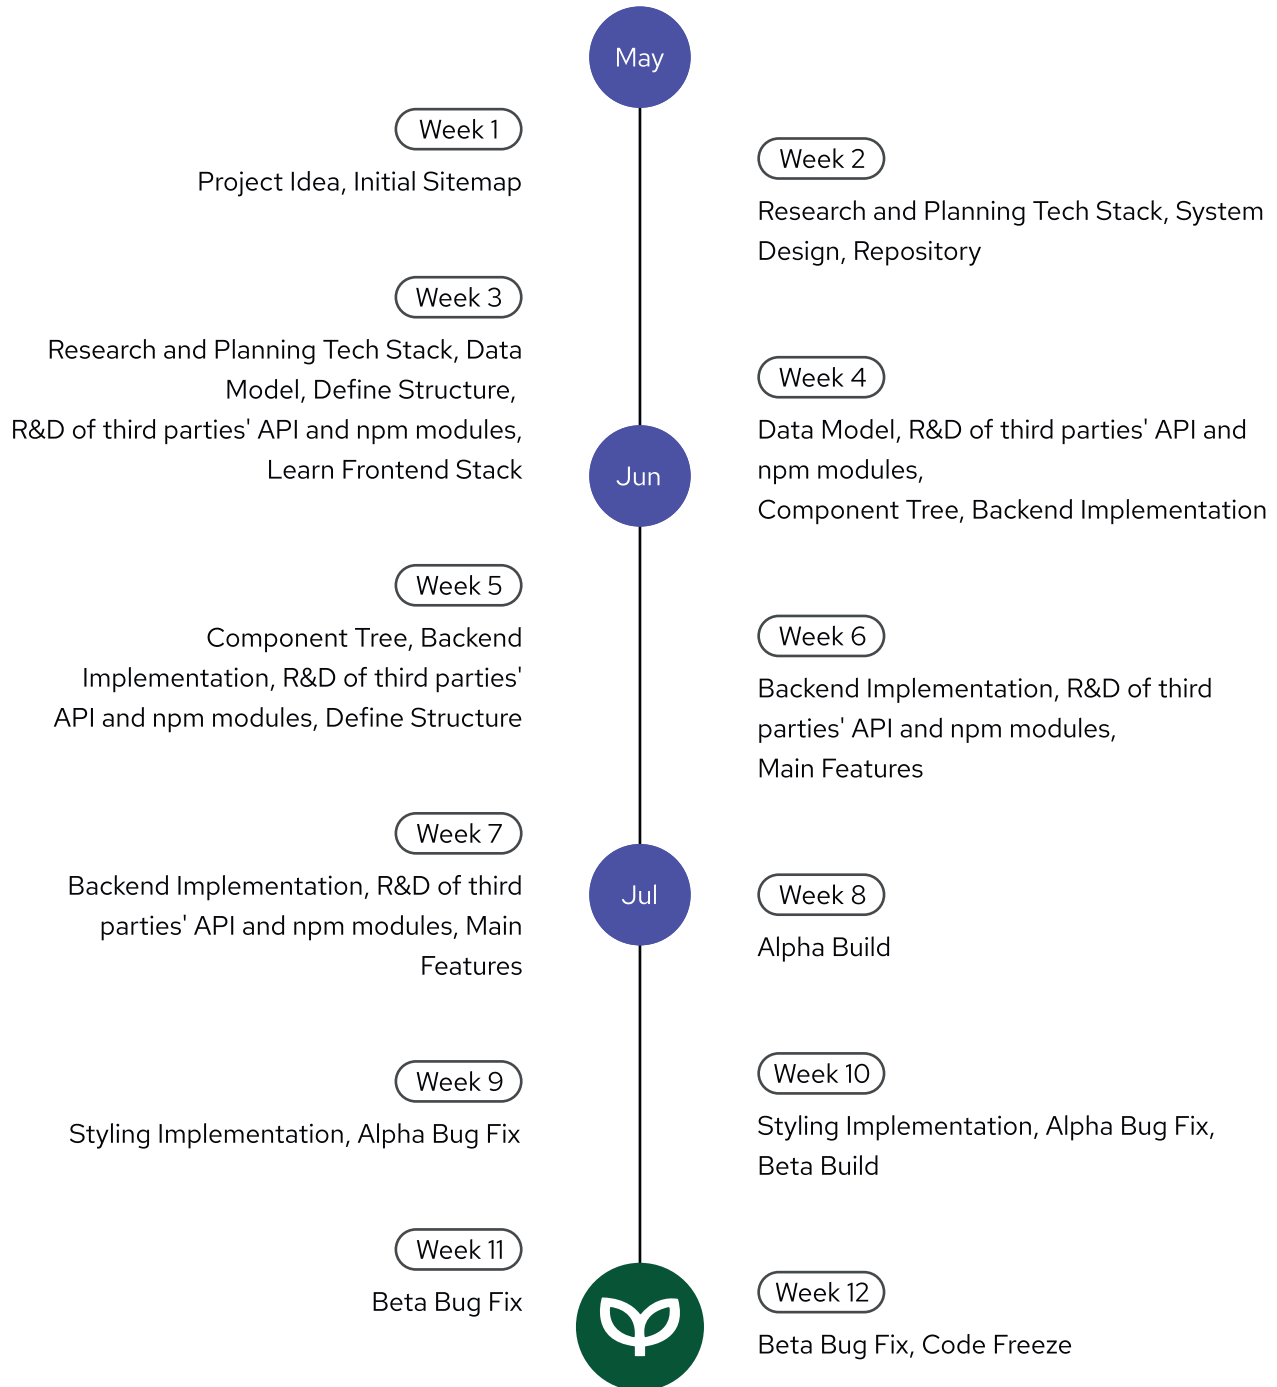 May
Week 1
Project Idea, Initial Sitemap
Week 2
Research and Planning Tech Stack, System
Design, Repository
Week 3
Research and Planning Tech Stack, Data
Model, Define Structure,
R&D of third parties' API and npm modules,
Learn Frontend Stack
Week 4
Data Model, R&D of third parties' API and
npm modules,
Component Tree, Backend Implementation
Jun
Week 5
Component Tree, Backend
Implementation, R&D of third parties'
API and npm modules, Define Structure
Week 6
Backend Implementation, R&D of third
parties' API and npm modules,
Main Features
Week 7
Backend Implementation, R&D of third
parties' API and npm modules, Main
Features
Jul
Week 8
Alpha Build
Week 9
Styling Implementation, Alpha Bug Fix
Week 10
Styling Implementation, Alpha Bug Fix,
Beta Build
Week 11
Beta Bug Fix
Week 12
Beta Bug Fix, Code Freeze